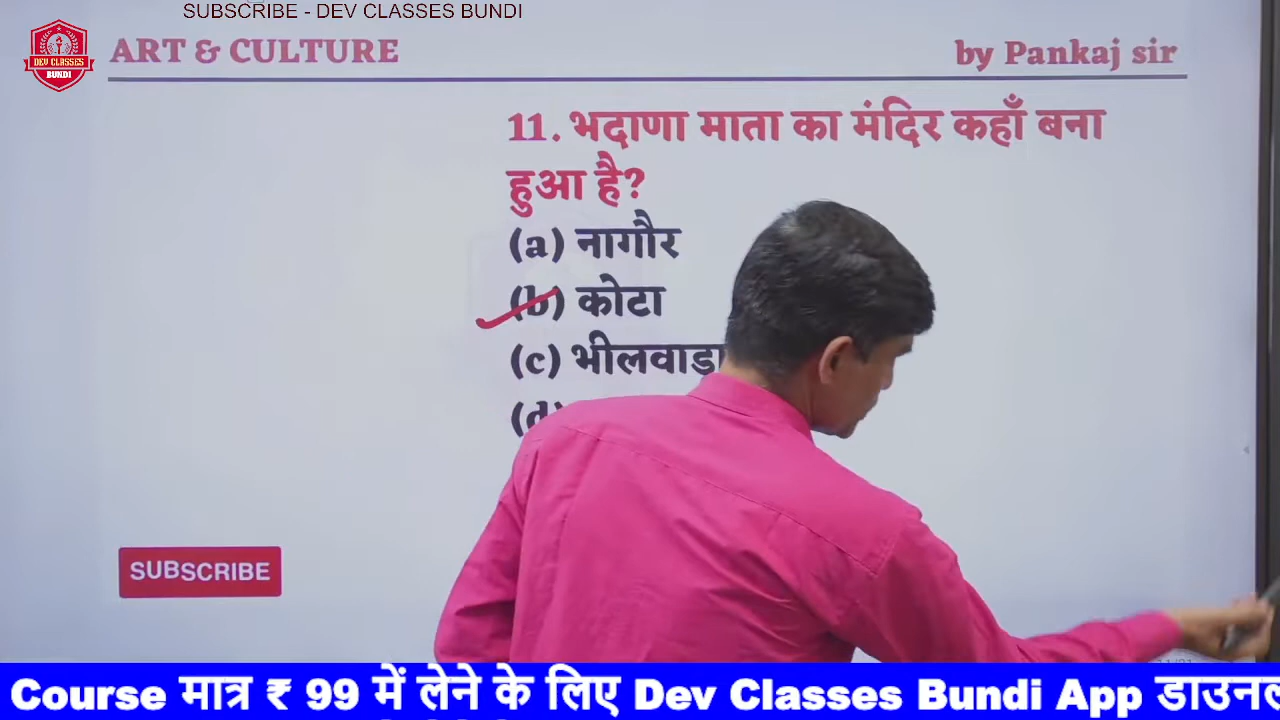 SUBSCRIBE - DEV CLASSES BUNDI
DEV CLASSES
BUNDI
ART & CULTURE
by Pankaj sir
11. भदाणा माता का मंदिर कहाँ बना
हुआ है?
(a) नागौर
(b) कोटा
(c) भीलवाड़ा
(d)
SUBSCRIBE
Course मात्र ₹ 99 में लेने के लिए Dev Classes Bundi App